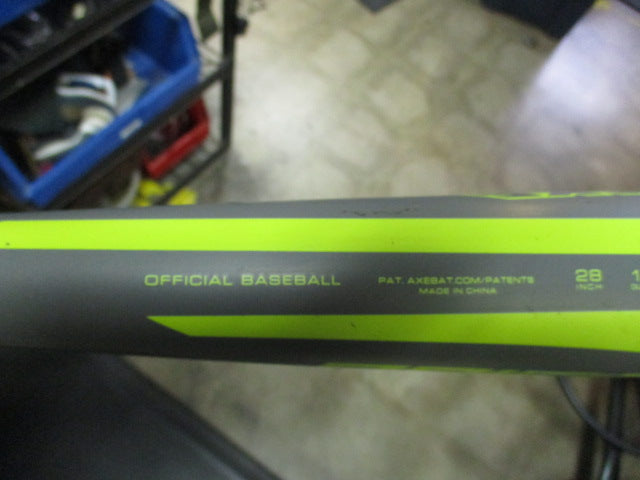 OFFICIAL BASEBALL
PAT. AXEBAT.COM/PATENTS
MADE IN CHINA
28
INCH